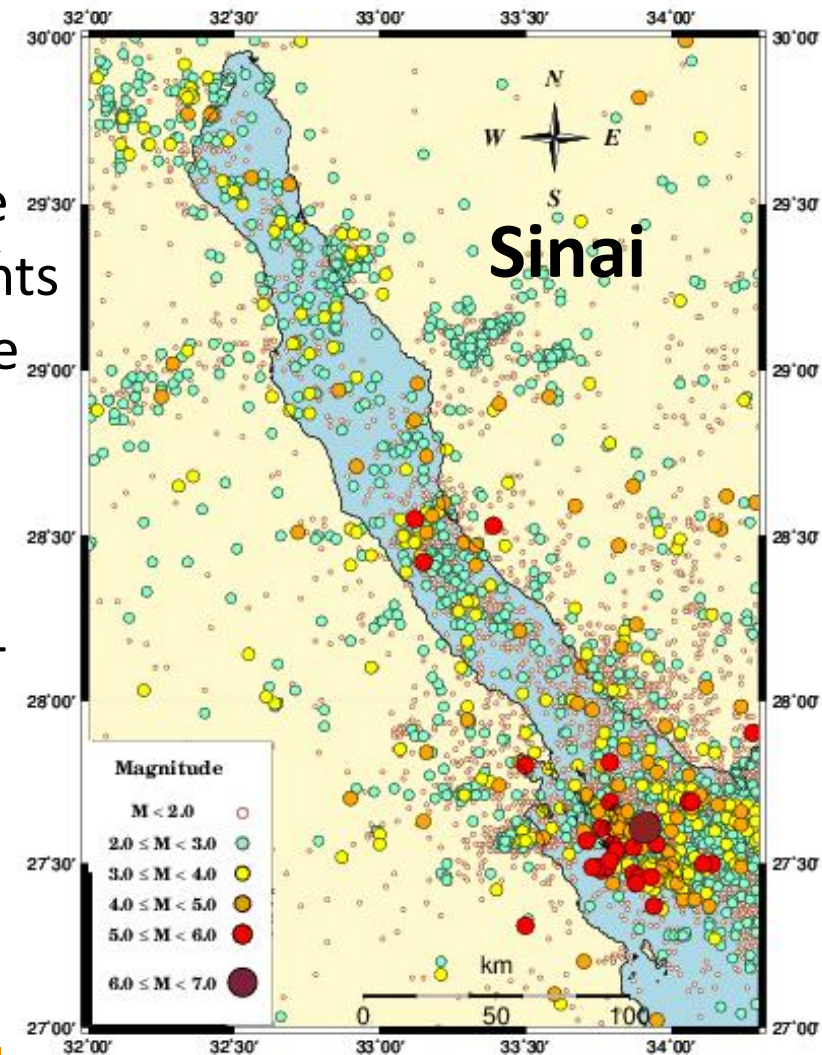 32˚00' 32˚30' 33˚00' 33˚30' 34˚00'
30˚00' 30˚00'
N
W E
S
29˚30' 29˚30'
e
Sinai
nts
e
29˚00' 29˚00'
28˚30' 28˚30'
28˚00' 28˚00'
Magnitude
M < 2.0
2.0 ≤ M < 3.0
3.0 ≤ M < 4.0
4.0 ≤ M < 5.0
5.0 ≤ M < 6.0
6.0 ≤ M < 7.0
27˚30' 27˚30'
km
0 50 100
27˚00' 27˚00'
32˚00' 32˚30' 33˚00' 33˚30' 34˚00'